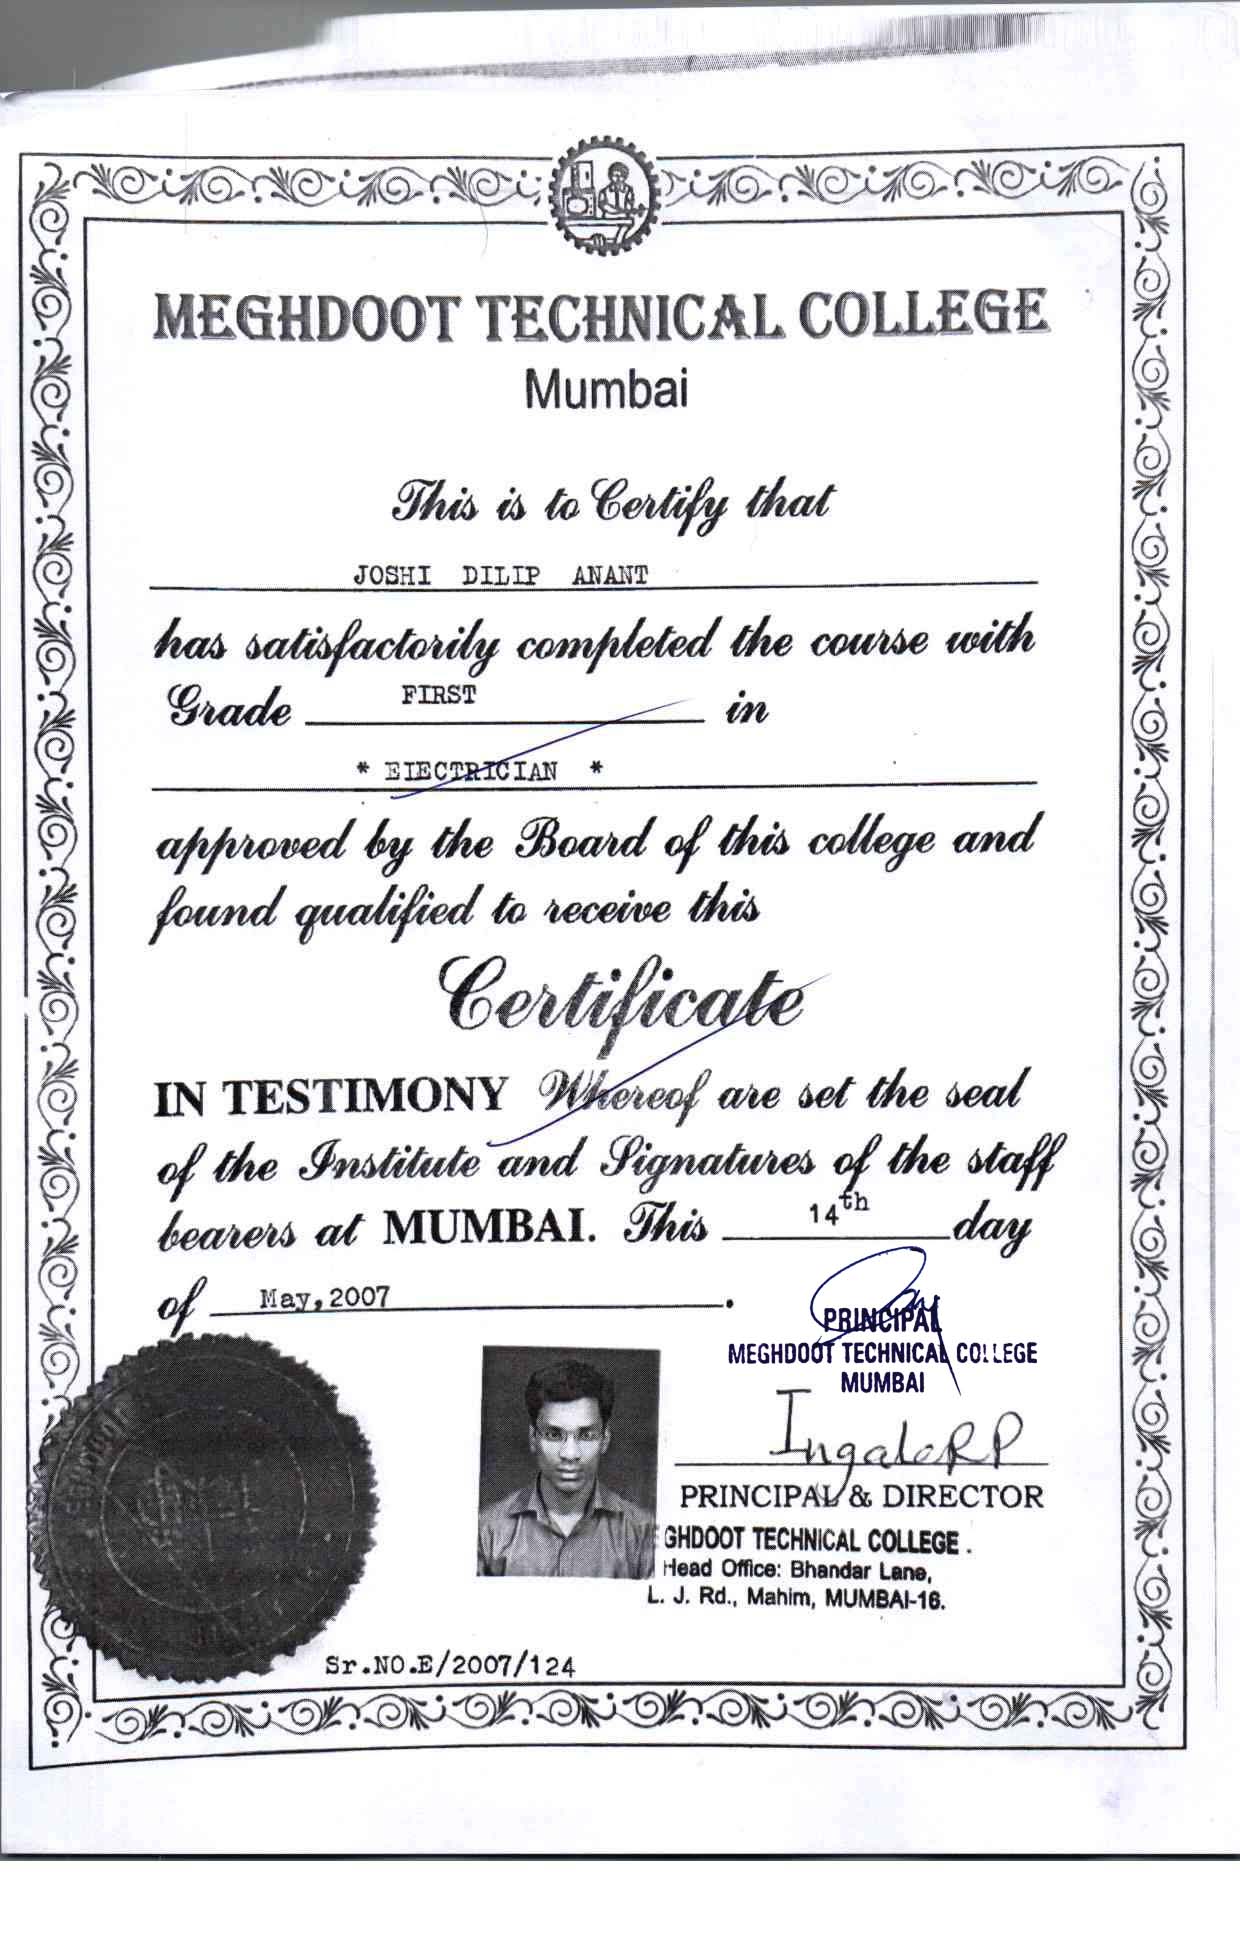 MEGHDOOT TECHNICAL COLLEGE
Mumbai
This is to Certify that
JOSHI DILIP ANANT
has satisfactorily completed the course with
Grade FIRST in
* EIECTRICIAN *
approved by the Board of this college and
found qualified to receive this
Certificate
IN TESTIMONY Whereof are set the seal
of the Institute and Signatures of the staff
bearers at MUMBAI. This 14th day
of May, 2007.
PRINCIPAL
MEGHDOOT TECHNICAL COLLEGE
MUMBAI
IngaleRP
PRINCIPAL & DIRECTOR
GHDOOT TECHNICAL COLLEGE.
Head Office: Bhandar Lane,
L. J. Rd., Mahim, MUMBAI-16.
Sr.NO.E/2007/124